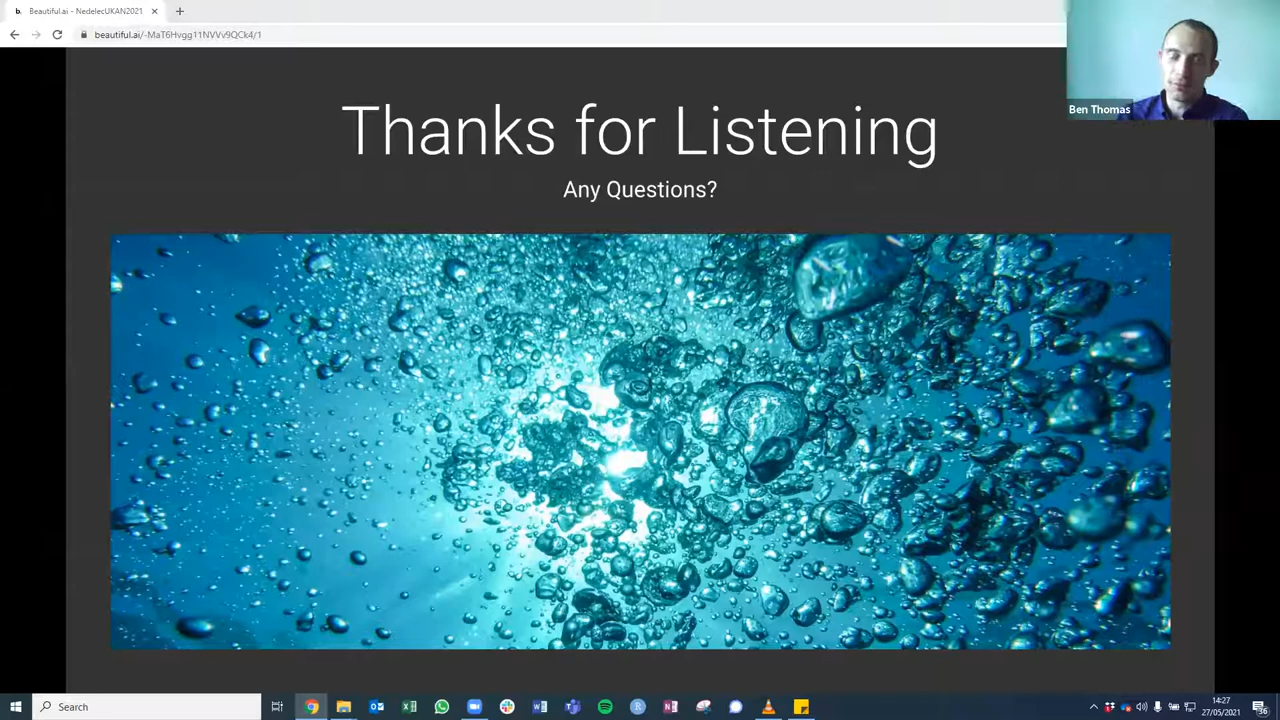 b. Beautiful.ai - NedelecUKAN2021
beautiful.ai/-MaT6Hvgg11NVVv9QCk4/1
Ben Thomas
Thanks for Listening
Any Questions?
Search
14:27
27/05/2021
36